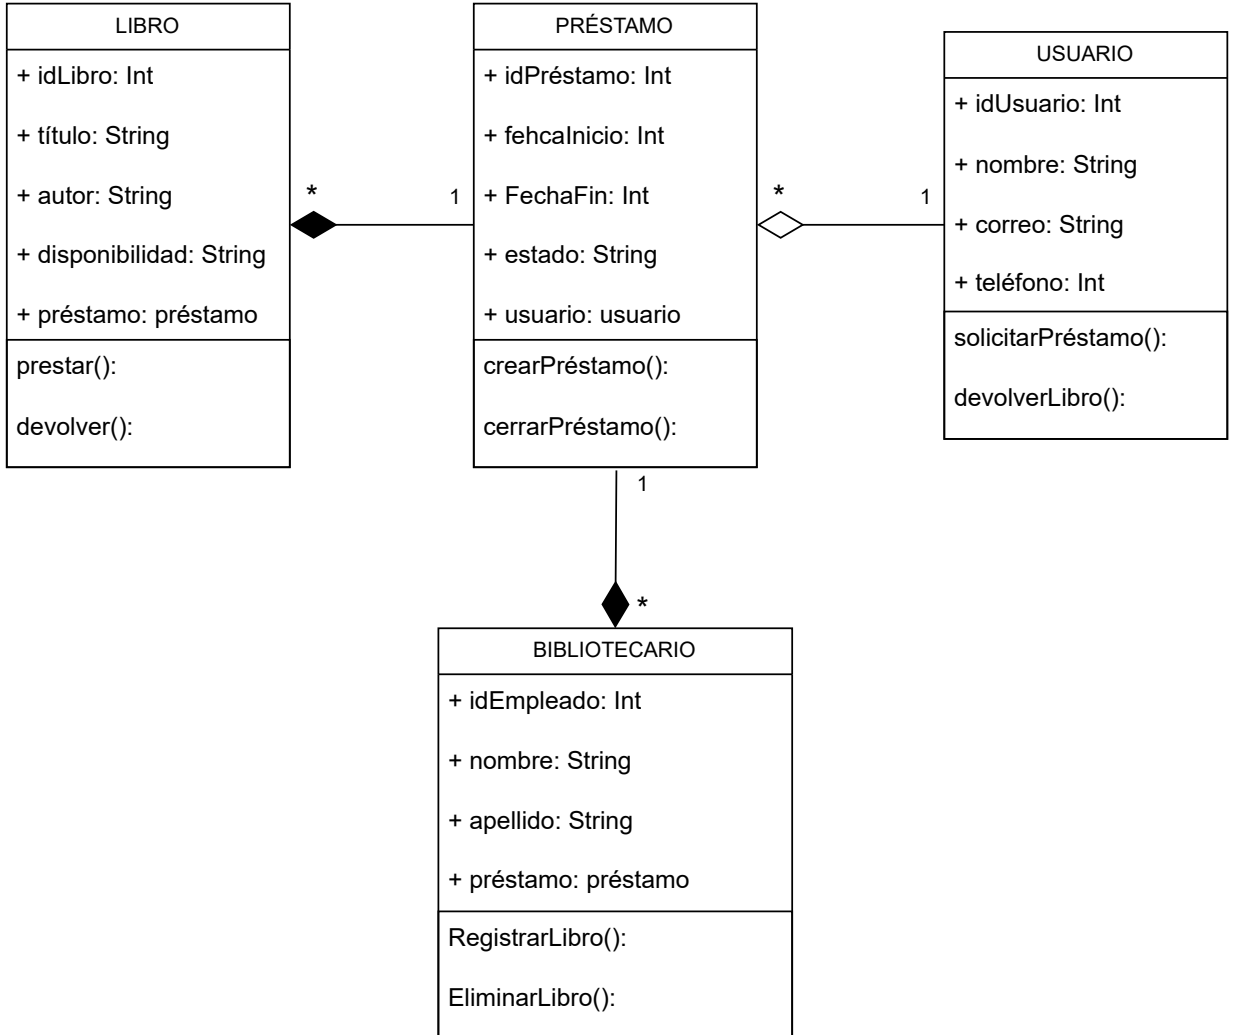 LIBRO
+ idLibro: Int
+ título: String
+ autor: String
+ disponibilidad: String
+ préstamo: préstamo
prestar():
devolver():
* 1
PRÉSTAMO
+ idPréstamo: Int
+ fehcaInicio: Int
+ FechaFin: Int
+ estado: String
+ usuario: usuario
crearPréstamo():
cerrarPréstamo():
* 1
USUARIO
+ idUsuario: Int
+ nombre: String
+ correo: String
+ teléfono: Int
solicitarPréstamo():
devolverLibro():
1
*
BIBLIOTECARIO
+ idEmpleado: Int
+ nombre: String
+ apellido: String
+ préstamo: préstamo
RegistrarLibro():
EliminarLibro():